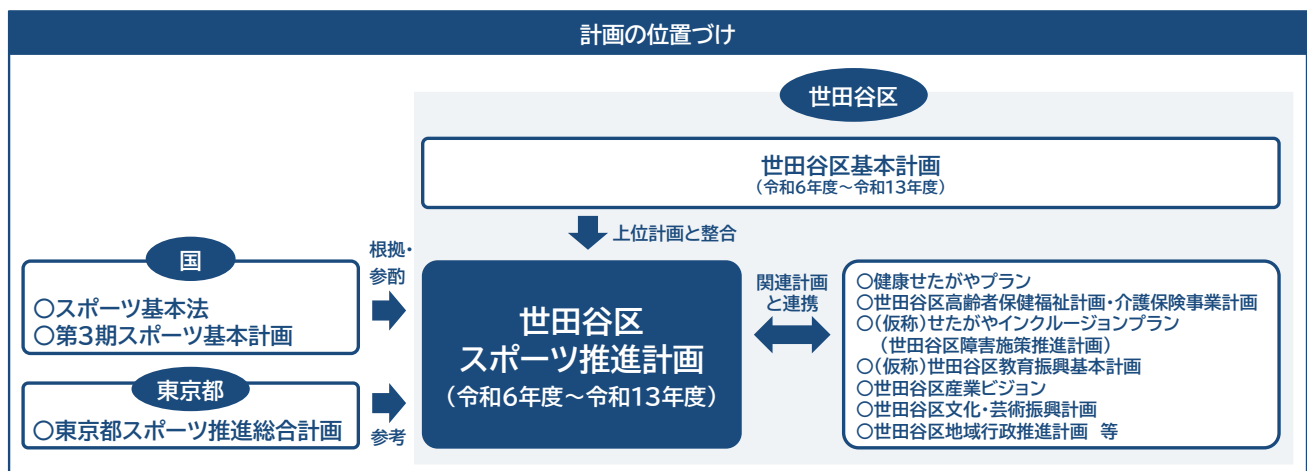 計画の位置づけ
世田谷区
世田谷区基本計画
（令和6年度～令和13年度）
上位計画と整合
国
○スポーツ基本法
○第3期スポーツ基本計画
根拠・
参酌
東京都
○東京都スポーツ推進総合計画
参考
世田谷区
スポーツ推進計画
（令和6年度～令和13年度）
関連計画
と連携
○健康せたがやプラン
○世田谷区高齢者保健福祉計画・介護保険事業計画
○（仮称）せたがやインクルージョンプラン
（世田谷区障害施策推進計画）
○（仮称）世田谷区教育振興基本計画
○世田谷区産業ビジョン
○世田谷区文化・芸術振興計画
○世田谷区地域行政推進計画 等